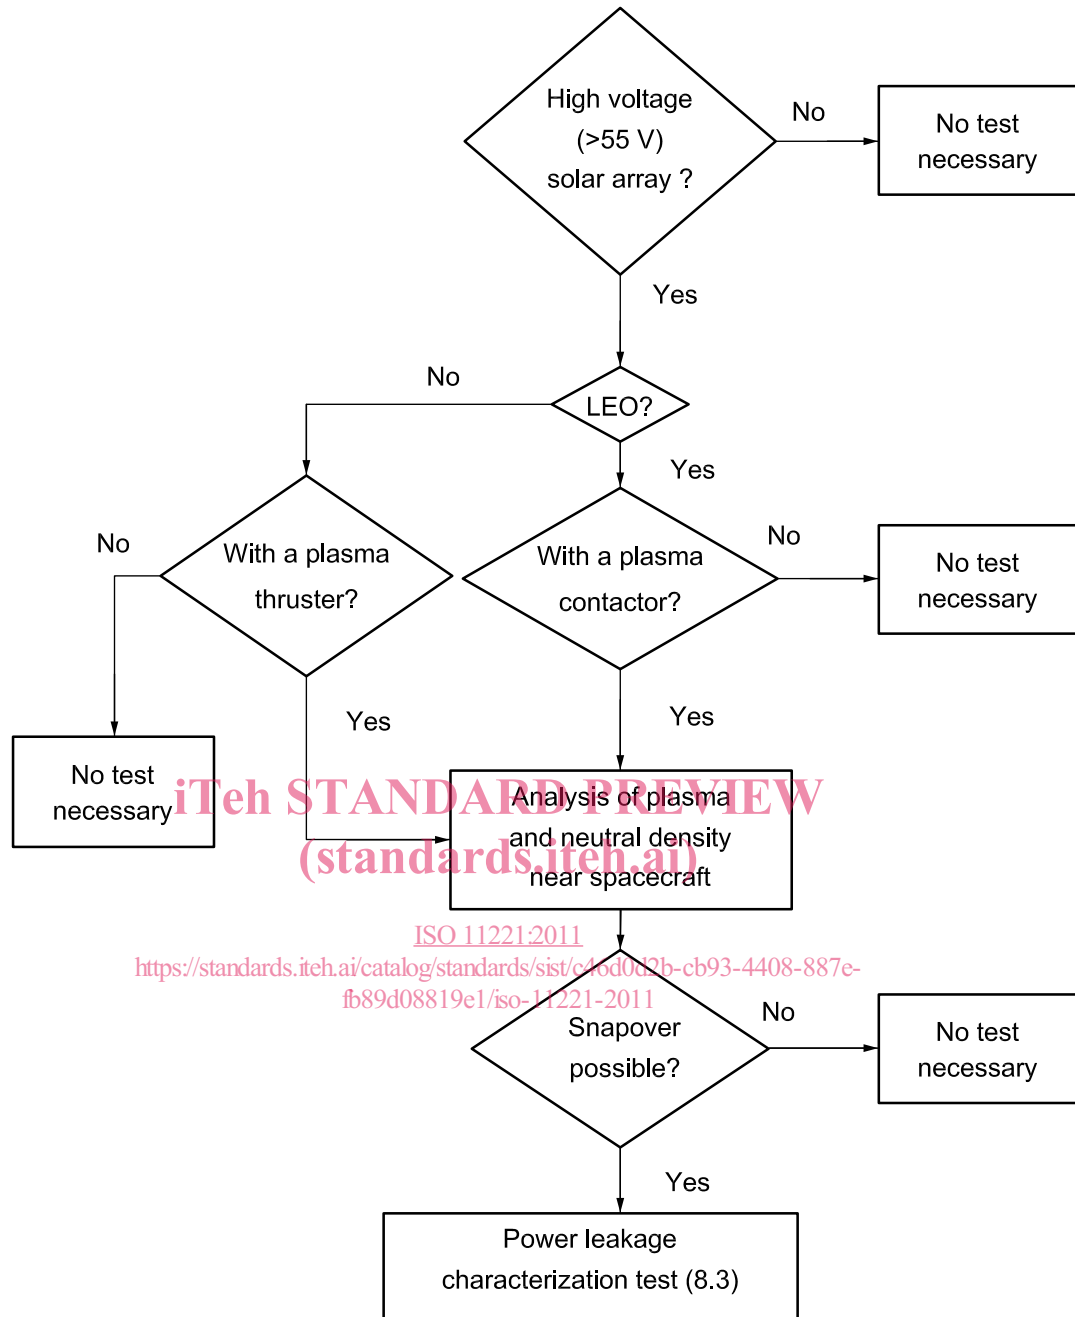 High voltage
(>55 V)
solar array ?
No
No test
necessary
Yes
No
LEO?
Yes
No
With a plasma
thruster?
With a plasma
contactor?
No
No test
necessary
Yes
Yes
No test
necessary
iTeh STANDARD PREVIEW
(standards.iteh.ai)
Analysis of plasma
and neutral density
near spacecraft
ISO 11221:2011
https://standards.iteh.ai/catalog/standards/sist/c46d0d2b-cb93-4408-887e-
fb89d08819e1/iso-11221-2011
Snapover
possible?
No
No test
necessary
Yes
Power leakage
characterization test (8.3)